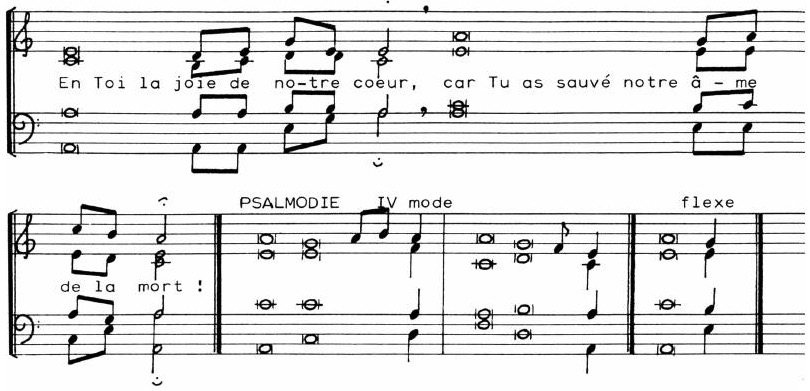 En Toi la joie de no-tre coeur, car Tu as sauvé notre â - me
PSALMODIE IV mode flexe
de la mort !